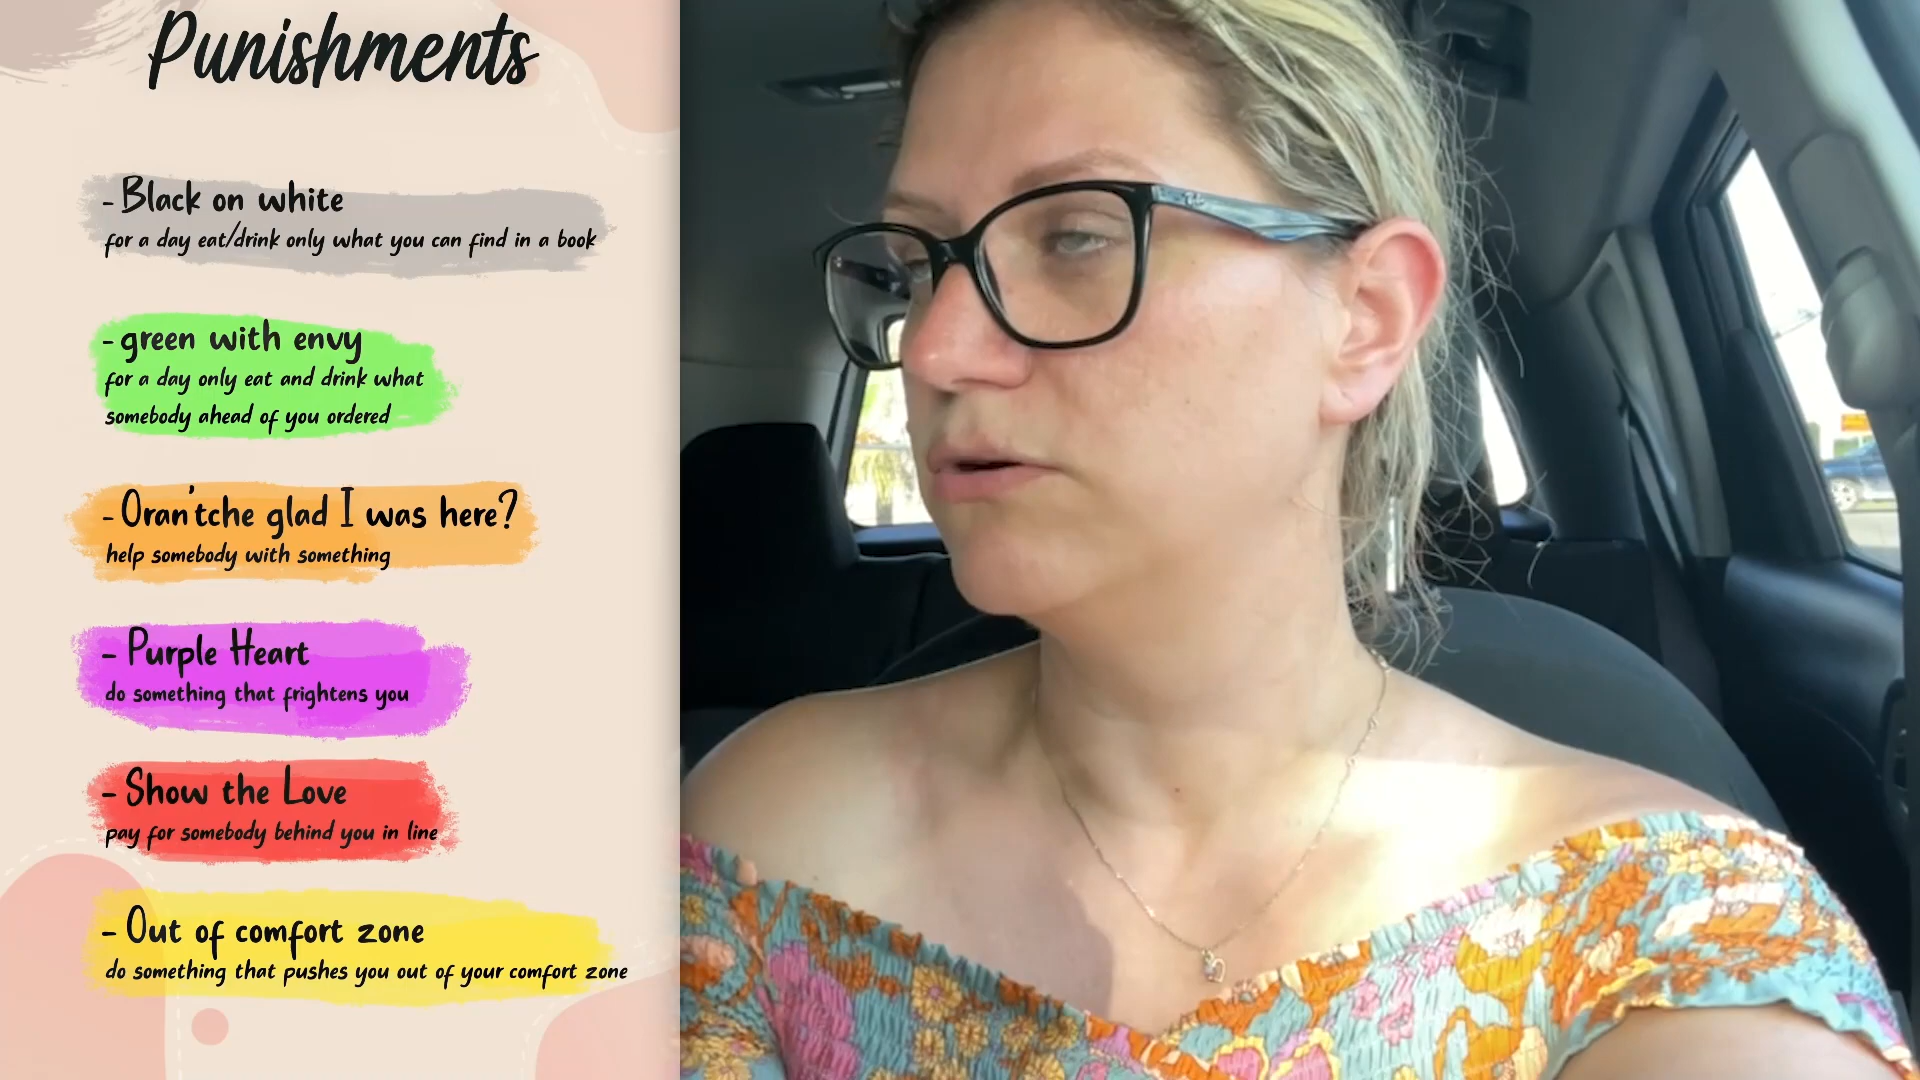 Punishments
- Black on white
for a day eat/drink only what you can find in a book
- green with envy
for a day only eat and drink what
somebody ahead of you ordered
- Oran'tche glad I was here?
help somebody with something
- Purple Heart
do something that frightens you
- Show the Love
pay for somebody behind you in line
- Out of comfort zone
do something that pushes you out of your comfort zone